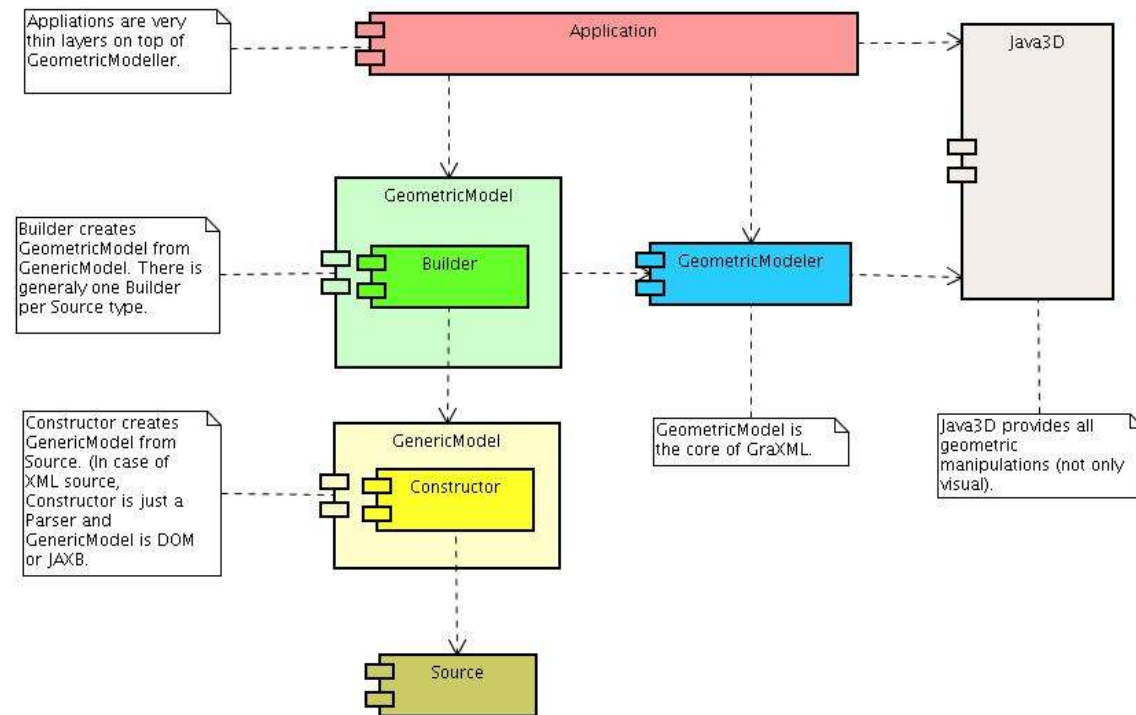 Appliations are very
thin layers on top of
GeometricModeller.
Application
Java3D
GeometricModel
Builder creates
GeometricModel from
GenericModel. There is
generaly one Builder
per Source type.
Builder
GeometricModeler
Constructor creates
GenericModel from
Source. (In case of
XML source,
Constructor is just a
Parser and
GenericModel is DOM
or JAXB.
GenericModel
Constructor
GeometricModel is
the core of GraXML.
Java3D provides all
geometric
manipulations (not only
visual).
Source